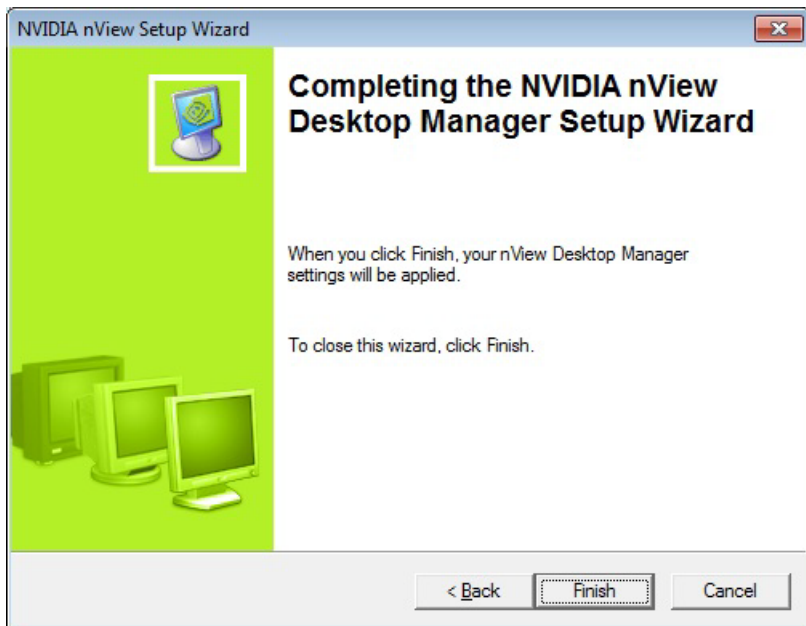 NVIDIA nView Setup Wizard
Completing the NVIDIA nView
Desktop Manager Setup Wizard
When you click Finish, your nView Desktop Manager
settings will be applied.
To close this wizard, click Finish.
< Back Finish Cancel